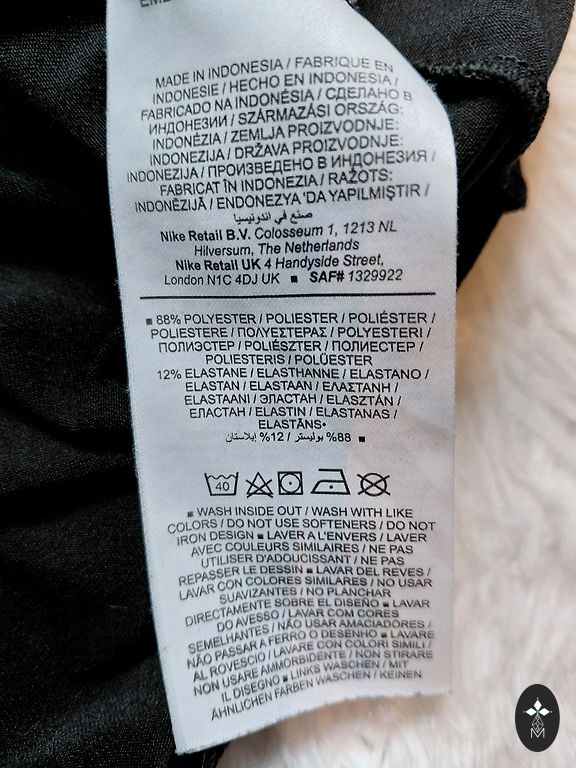 MADE IN INDONESIA / FABRIQUE EN
INDONESIE / HECHO EN INDONESIA /
FABRICADO NA INDONÉSIA / СДЕЛАНО В
ИНДОНЕЗИИ / SZÁRMAZÁSI ORSZÁG:
INDONÉZIA / ZEMLJA PROIZVODNJE:
INDONEZIJA / DRŽAVA PROIZVODNJE:
INDONEZIJA / ПРОИЗВЕДЕНО В ИНДОНЕЗИЯ /
FABRICAT ÎN INDONEZIA / RAŽOTS:
INDONĒZIJĀ / ENDONEZYA 'DA YAPILMIŞTIR /
صنع في اندونيسيا
Nike Retail B.V. Colosseum 1, 1213 NL
Hilversum, The Netherlands
Nike Retail UK 4 Handyside Street,
London N1C 4DJ UK ■ SAF# 1329922
■ 88% POLYESTER / POLIESTER / POLIÉSTER /
POLIESTERE / ΠΟΛΥΕΣΤΕΡΑΣ / POLYESTERI /
ПОЛИЭСТЕР / POLIÉSZTER / ПОЛИЕСТЕР /
POLIESTERIS / POLÜESTER
12% ELASTANE / ELASTHANNE / ELASTANO /
ELASTAN / ELASTAAN / ΕΛΑΣΤΑΝΗ /
ELASTAANI / ЭЛАСТАН / ELASZTÁN /
ЕЛАСТАН / ELASTIN / ELASTANAS /
ELASTĀNS•
■ 88% بوليستر / 12% إيلاستان
40
■ WASH INSIDE OUT / WASH WITH LIKE
COLORS / DO NOT USE SOFTENERS / DO NOT
IRON DESIGN ■ LAVER A L'ENVERS / LAVER
AVEC COULEURS SIMILAIRES / NE PAS
UTILISER D'ADOUCISSANT / NE PAS
REPASSER LE DESSIN ■ LAVAR DEL REVES /
LAVAR CON COLORES SIMILARES / NO USAR
SUAVIZANTES / NO PLANCHAR
DIRECTAMENTE SOBRE EL DISEÑO ■ LAVAR
DO AVESSO / LAVAR COM CORES
SEMELHANTES / NÃO USAR AMACIADORES /
NÃO PASSAR A FERRO O DESENHO ■ LAVARE
AL ROVESCIO / LAVARE CON COLORI SIMILI /
NON USARE AMMORBIDENTE / NON STIRARE
IL DISEGNO ■ LINKS WASCHEN / MIT
ÄHNLICHEN FARBEN WASCHEN / KEINEN
M